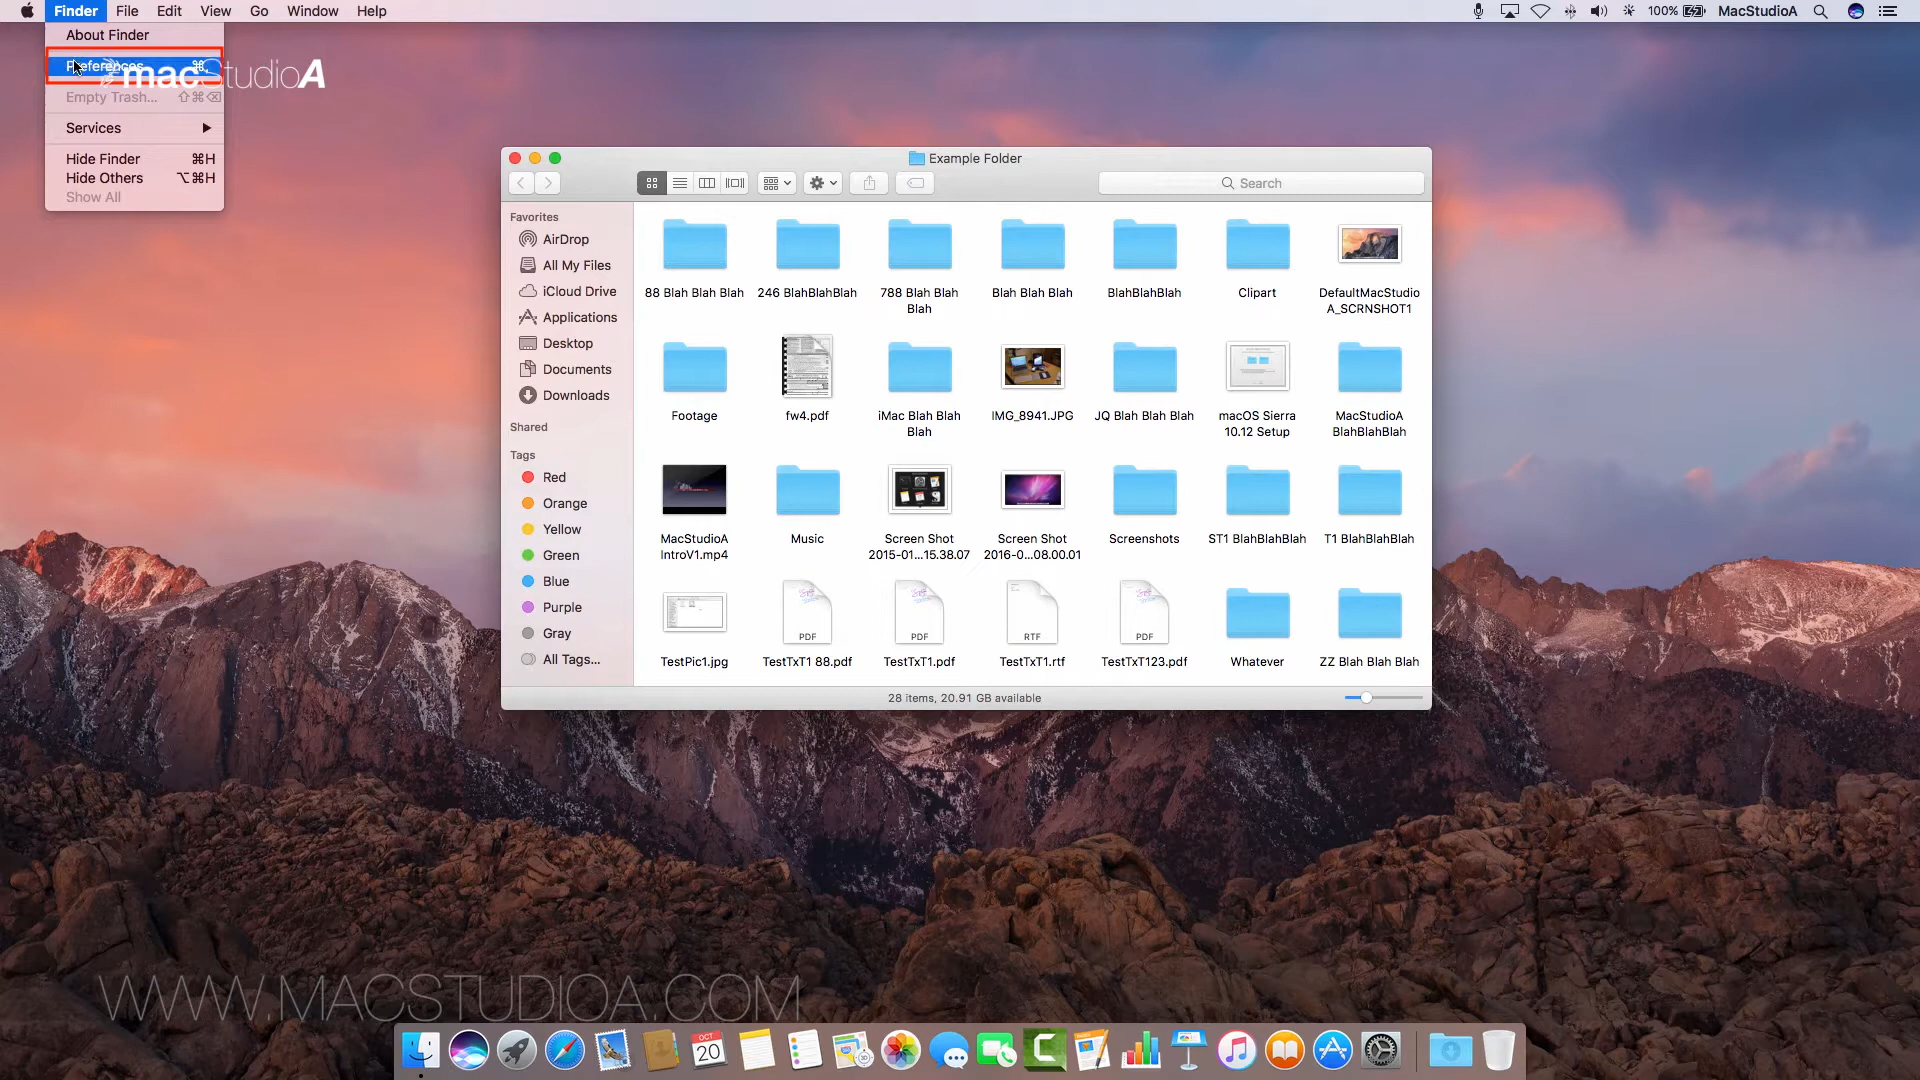 Finder File Edit View Go Window Help 100% MacStudioA
About Finder
Preferences... ⌘,
macStudioA
Empty Trash... ⇧⌘⌫
Services ▶
Hide Finder ⌘H
Hide Others ⌥⌘H
Show All
Example Folder
Search
Favorites
AirDrop
All My Files
iCloud Drive
Applications
Desktop
Documents
Downloads
Shared
Tags
Red
Orange
Yellow
Green
Blue
Purple
Gray
All Tags...
88 Blah Blah Blah
246 BlahBlahBlah
788 Blah Blah
Blah
Blah Blah Blah
BlahBlahBlah
Clipart
DefaultMacStudio
A_SCRNSHOT1
Footage
fw4.pdf
iMac Blah Blah
Blah
IMG_8941.JPG
JQ Blah Blah Blah
macOS Sierra
10.12 Setup
MacStudioA
BlahBlahBlah
MacStudioA
IntroV1.mp4
Music
Screen Shot
2015-01...15.38.07
Screen Shot
2016-0...08.00.01
Screenshots
ST1 BlahBlahBlah
T1 BlahBlahBlah
PDF
PDF
RTF
PDF
TestPic1.jpg
TestTxT1 88.pdf
TestTxT1.pdf
TestTxT1.rtf
TestTxT123.pdf
Whatever
ZZ Blah Blah Blah
28 items, 20.91 GB available
WWW.MACSTUDIOA.COM
OCT
20
3D